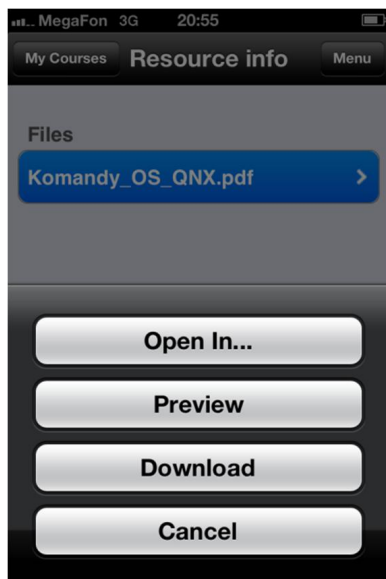 MegaFon 3G 20:55
My Courses Resource info Menu
Files
Komandy_OS_QNX.pdf
Open In...
Preview
Download
Cancel